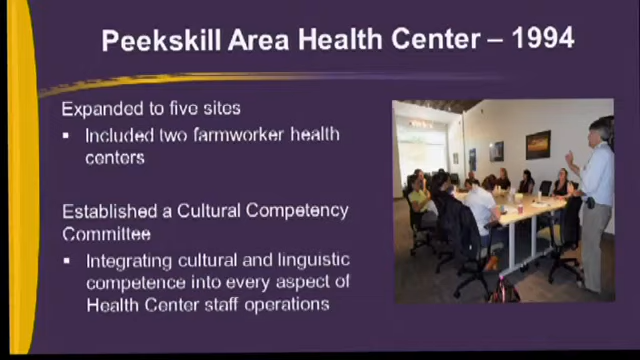 Peekskill Area Health Center – 1994
Expanded to five sites
▪ Included two farmworker health
centers
Established a Cultural Competency
Committee
▪ Integrating cultural and linguistic
competence into every aspect of
Health Center staff operations